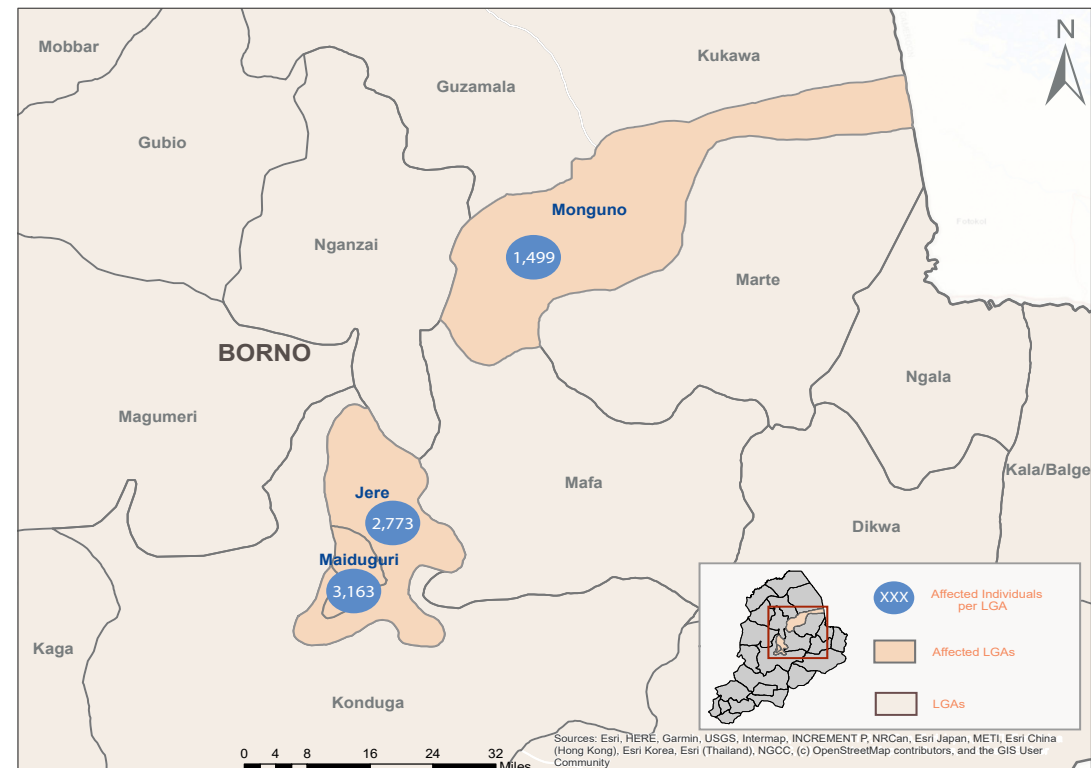 Mobbar
Kukawa
N
Guzamala
Gubio
Monguno
Nganzai
1,499
Marte
BORNO
Ngala
Magumeri
Kala/Balge
Mafa
Jere
2,773
Dikwa
Maiduguri
3,163
Kaga
Konduga
XXX
Affected Individuals
per LGA
Affected LGAs
LGAs
0 4 8 16 24 32
Miles
Sources: Esri, HERE, Garmin, USGS, Intermap, INCREMENT P, NRCan, Esri Japan, METI, Esri China
(Hong Kong), Esri Korea, Esri (Thailand), NGCC, (c) OpenStreetMap contributors, and the GIS User
Community